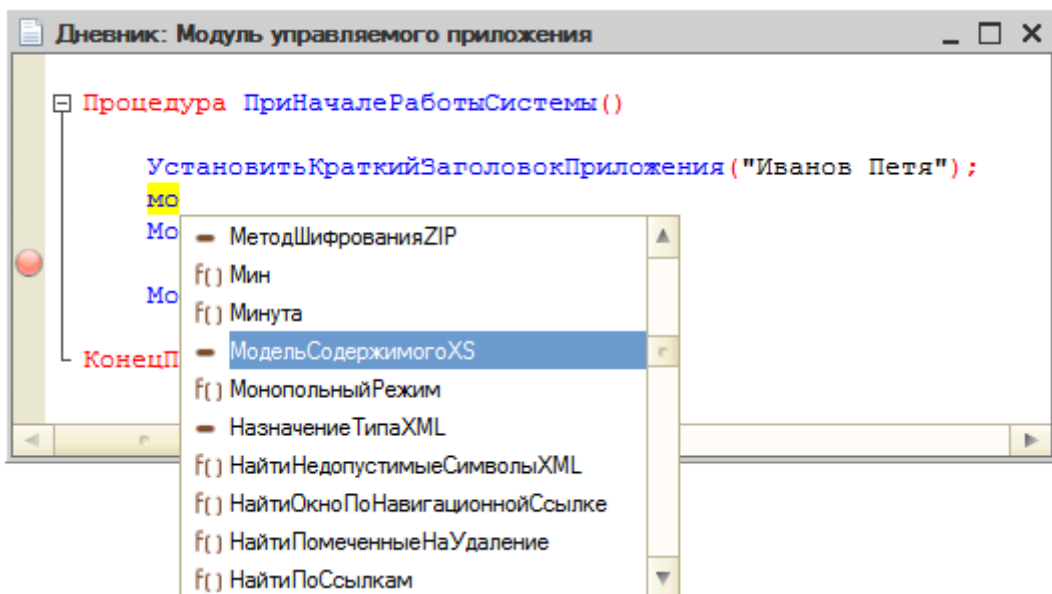 Дневник: Модуль управляемого приложения
Процедура ПриНачалеРаботыСистемы()
УстановитьКраткийЗаголовокПриложения("Иванов Петя");
мо
Мо
Мо
КонецП
МетодШифрованияZIP
f() Мин
f() Минута
МодельСодержимогоXS
f() МонопольныйРежим
НазначениеТипаXML
f() НайтиНедопустимыеСимволыXML
f() НайтиОкноПоНавигационнойСсылке
f() НайтиПомеченныеНаУдаление
f() НайтиПоСсылкам